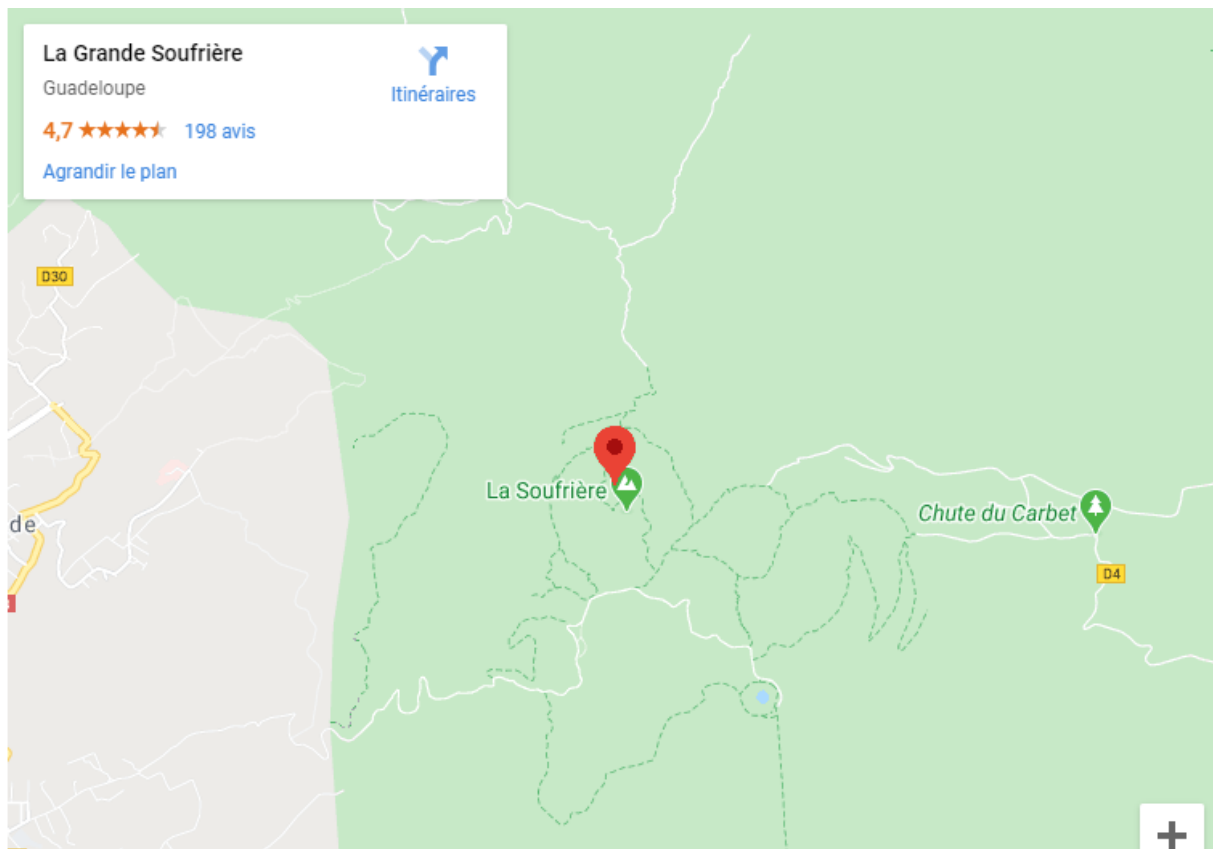 La Grande Soufrière
Guadeloupe
Itinéraires
4,7
198 avis
Agrandir le plan
D30
La Soufrière
Chute du Carbet
de
D4
+